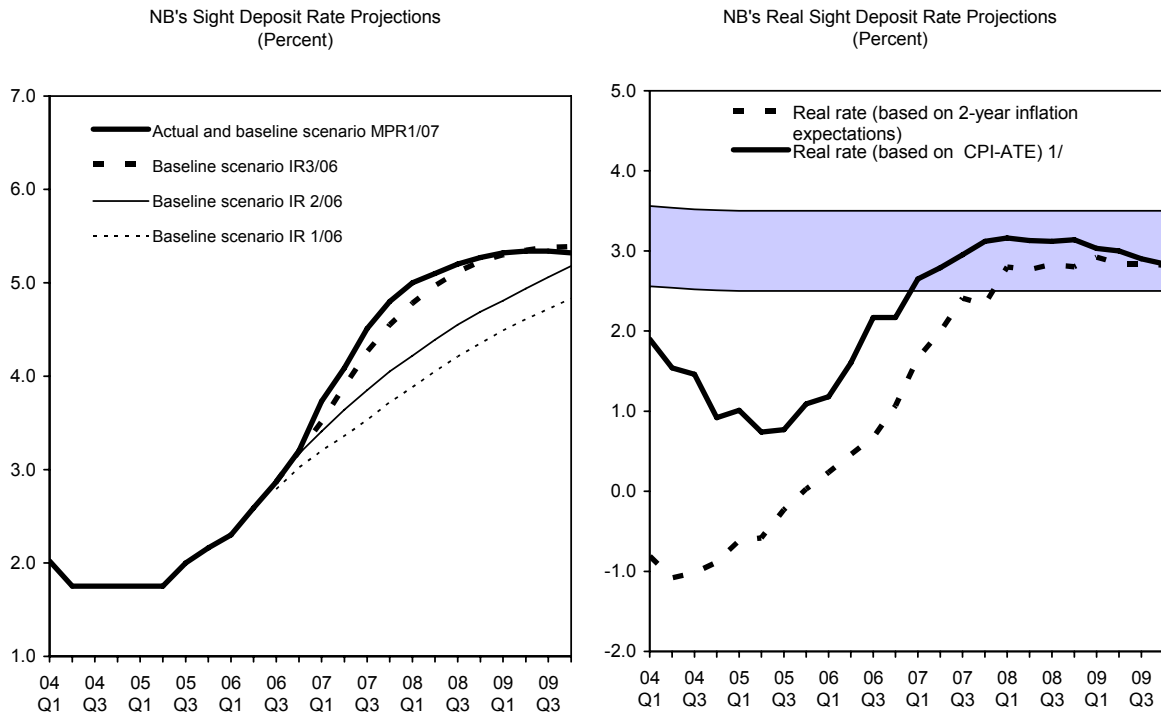 NB's Sight Deposit Rate Projections
(Percent)
7.0
6.0
5.0
4.0
3.0
2.0
1.0
Actual and baseline scenario MPR1/07
Baseline scenario IR3/06
Baseline scenario IR 2/06
Baseline scenario IR 1/06
04 04 05 05 06 06 07 07 08 08 09 09
Q1 Q3 Q1 Q3 Q1 Q3 Q1 Q3 Q1 Q3 Q1 Q3
NB's Real Sight Deposit Rate Projections
(Percent)
5.0
4.0
3.0
2.0
1.0
0.0
-1.0
-2.0
Real rate (based on 2-year inflation
expectations)
Real rate (based on CPI-ATE) 1/
04 04 05 05 06 06 07 07 08 08 09 09
Q1 Q3 Q1 Q3 Q1 Q3 Q1 Q3 Q1 Q3 Q1 Q3